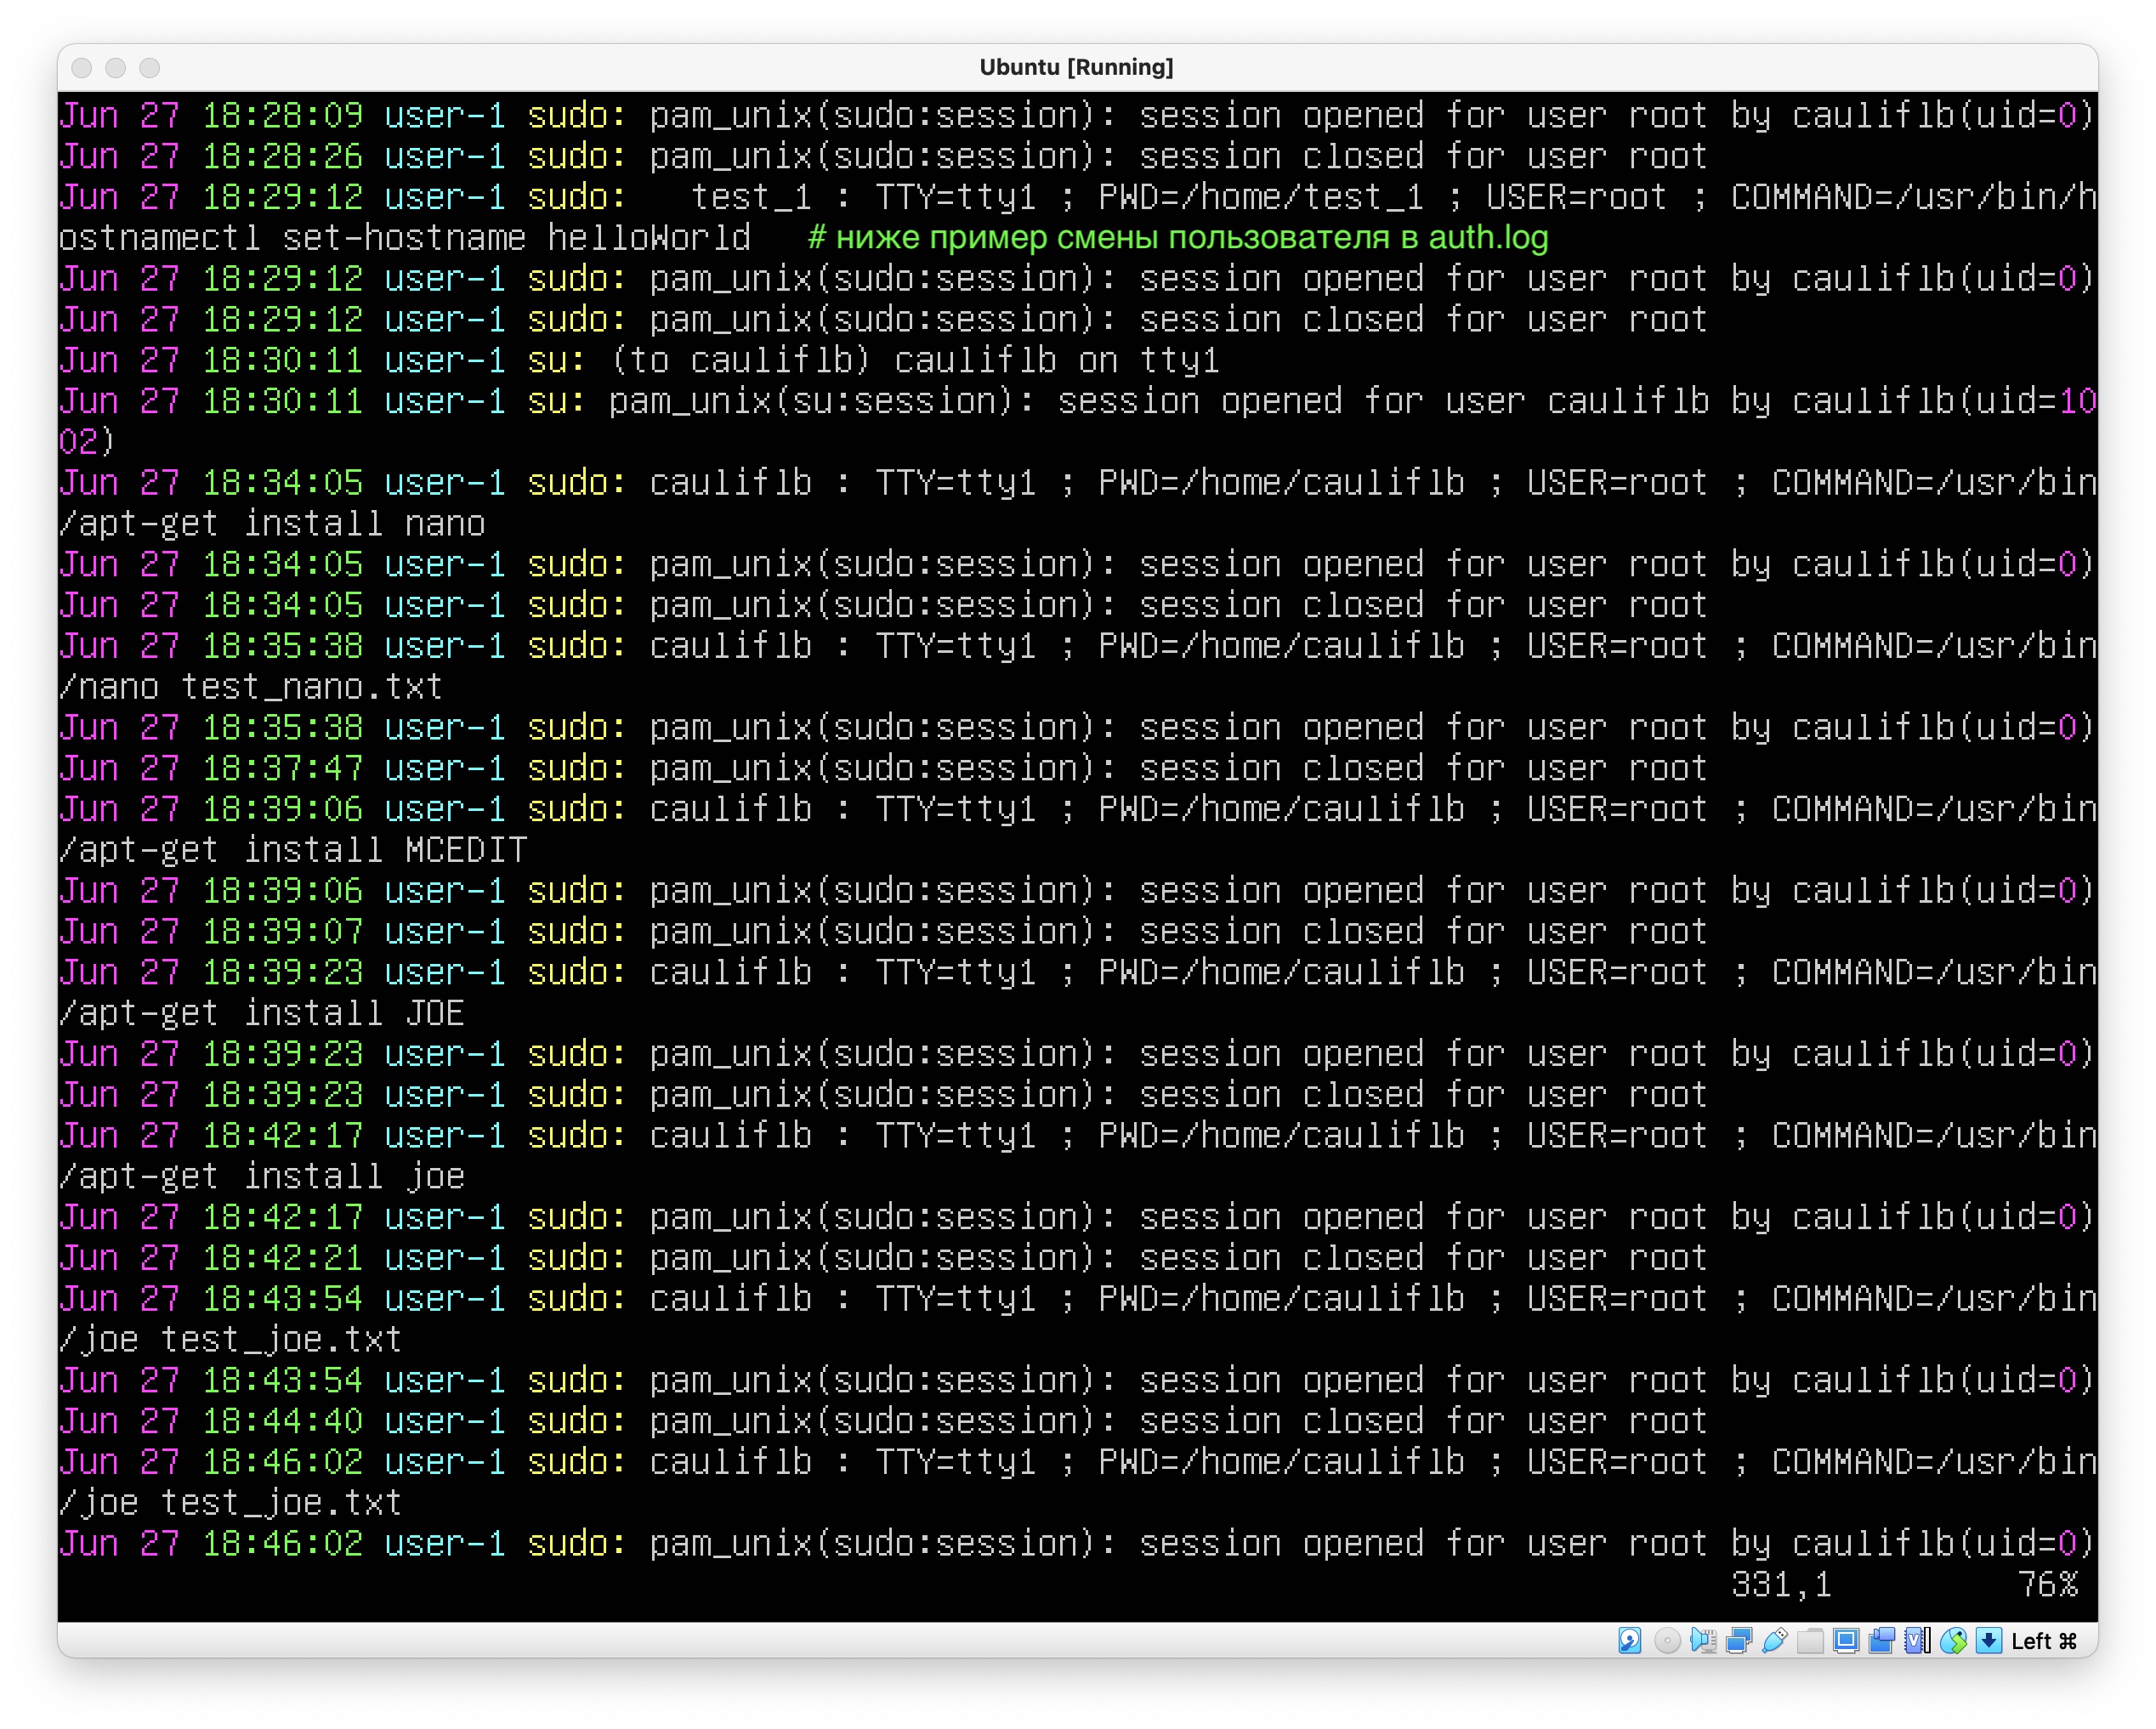 Ubuntu [Running]
Jun 27 18:28:09 user-1 sudo: pam_unix(sudo:session): session opened for user root by cauliflb(uid=0)
Jun 27 18:28:26 user-1 sudo: pam_unix(sudo:session): session closed for user root
Jun 27 18:29:12 user-1 sudo:   test_1 : TTY=tty1 ; PWD=/home/test_1 ; USER=root ; COMMAND=/usr/bin/h
ostnamectl set-hostname helloWorld # ниже пример смены пользователя в auth.log
Jun 27 18:29:12 user-1 sudo: pam_unix(sudo:session): session opened for user root by cauliflb(uid=0)
Jun 27 18:29:12 user-1 sudo: pam_unix(sudo:session): session closed for user root
Jun 27 18:30:11 user-1 su: (to cauliflb) cauliflb on tty1
Jun 27 18:30:11 user-1 su: pam_unix(su:session): session opened for user cauliflb by cauliflb(uid=10
02)
Jun 27 18:34:05 user-1 sudo: cauliflb : TTY=tty1 ; PWD=/home/cauliflb ; USER=root ; COMMAND=/usr/bin
/apt-get install nano
Jun 27 18:34:05 user-1 sudo: pam_unix(sudo:session): session opened for user root by cauliflb(uid=0)
Jun 27 18:34:05 user-1 sudo: pam_unix(sudo:session): session closed for user root
Jun 27 18:35:38 user-1 sudo: cauliflb : TTY=tty1 ; PWD=/home/cauliflb ; USER=root ; COMMAND=/usr/bin
/nano test_nano.txt
Jun 27 18:35:38 user-1 sudo: pam_unix(sudo:session): session opened for user root by cauliflb(uid=0)
Jun 27 18:37:47 user-1 sudo: pam_unix(sudo:session): session closed for user root
Jun 27 18:39:06 user-1 sudo: cauliflb : TTY=tty1 ; PWD=/home/cauliflb ; USER=root ; COMMAND=/usr/bin
/apt-get install MCEDIT
Jun 27 18:39:06 user-1 sudo: pam_unix(sudo:session): session opened for user root by cauliflb(uid=0)
Jun 27 18:39:07 user-1 sudo: pam_unix(sudo:session): session closed for user root
Jun 27 18:39:23 user-1 sudo: cauliflb : TTY=tty1 ; PWD=/home/cauliflb ; USER=root ; COMMAND=/usr/bin
/apt-get install JOE
Jun 27 18:39:23 user-1 sudo: pam_unix(sudo:session): session opened for user root by cauliflb(uid=0)
Jun 27 18:39:23 user-1 sudo: pam_unix(sudo:session): session closed for user root
Jun 27 18:42:17 user-1 sudo: cauliflb : TTY=tty1 ; PWD=/home/cauliflb ; USER=root ; COMMAND=/usr/bin
/apt-get install joe
Jun 27 18:42:17 user-1 sudo: pam_unix(sudo:session): session opened for user root by cauliflb(uid=0)
Jun 27 18:42:21 user-1 sudo: pam_unix(sudo:session): session closed for user root
Jun 27 18:43:54 user-1 sudo: cauliflb : TTY=tty1 ; PWD=/home/cauliflb ; USER=root ; COMMAND=/usr/bin
/joe test_joe.txt
Jun 27 18:43:54 user-1 sudo: pam_unix(sudo:session): session opened for user root by cauliflb(uid=0)
Jun 27 18:44:40 user-1 sudo: pam_unix(sudo:session): session closed for user root
Jun 27 18:46:02 user-1 sudo: cauliflb : TTY=tty1 ; PWD=/home/cauliflb ; USER=root ; COMMAND=/usr/bin
/joe test_joe.txt
Jun 27 18:46:02 user-1 sudo: pam_unix(sudo:session): session opened for user root by cauliflb(uid=0)
331,1 76%
Left ⌘